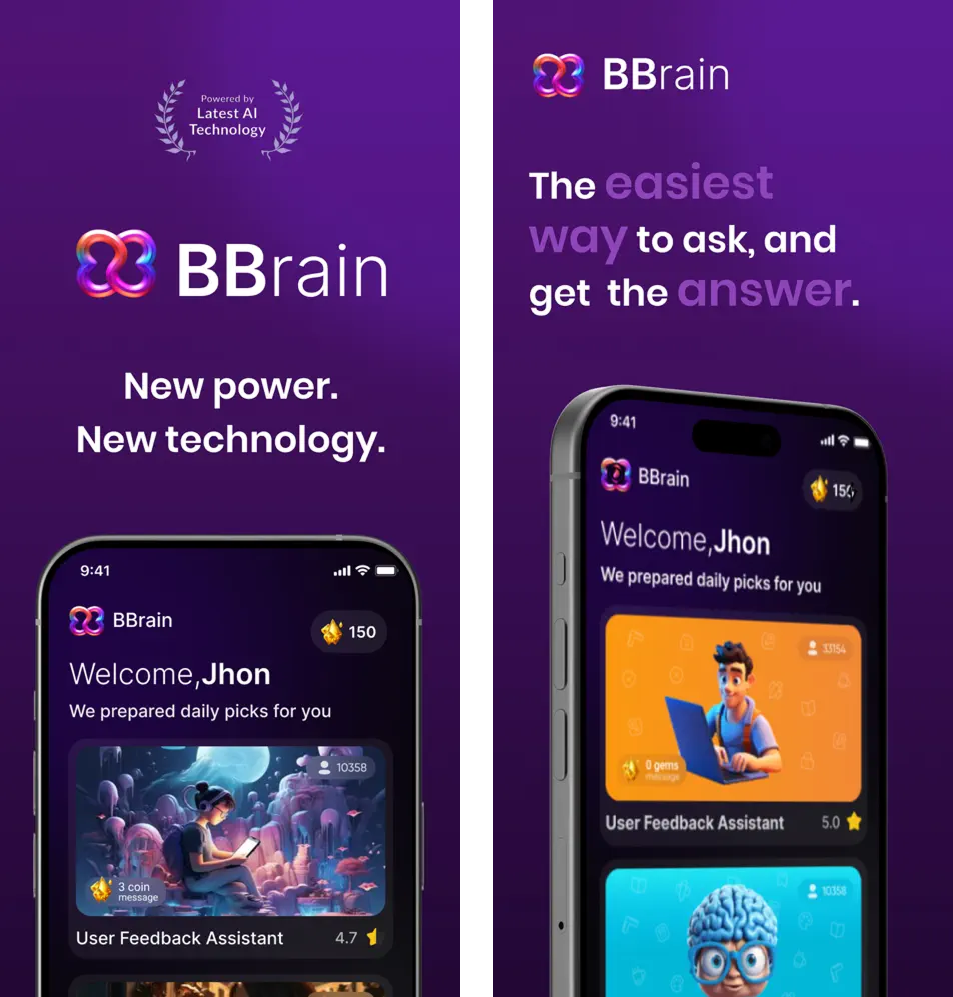 Powered by
Latest AI
Technology
BBrain
New power.
New technology.
9:41
BBrain
150
Welcome,Jhon
We prepared daily picks for you
10358
3 coin
message
User Feedback Assistant
4.7
BBrain
The easiest
way to ask, and
get the answer.
9:41
BBrain
150
Welcome,Jhon
We prepared daily picks for you
33154
0 gems
message
User Feedback Assistant
5.0
10358